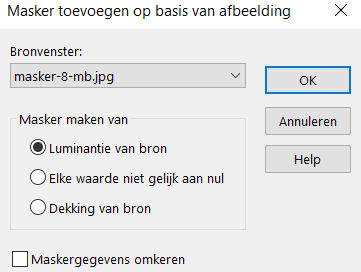 Masker toevoegen op basis van afbeelding
Bronvenster:
masker-8-mb.jpg
OK
Annuleren
Help
Masker maken van
Luminantie van bron
Elke waarde niet gelijk aan nul
Dekking van bron
Maskergegevens omkeren